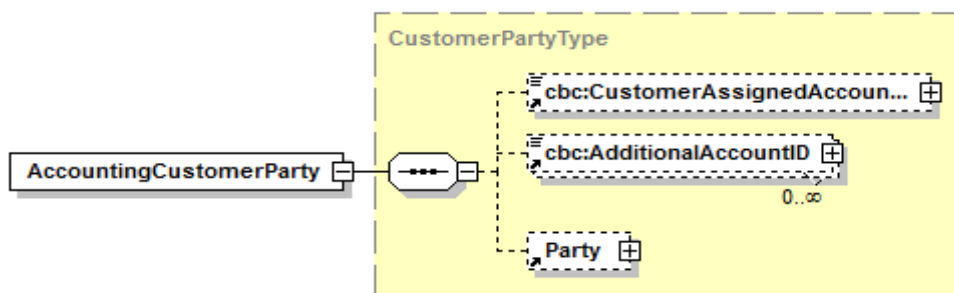 CustomerPartyType
cbc:CustomerAssignedAccoun...
cbc:AdditionalAccountID
0..∞
AccountingCustomerParty
Party